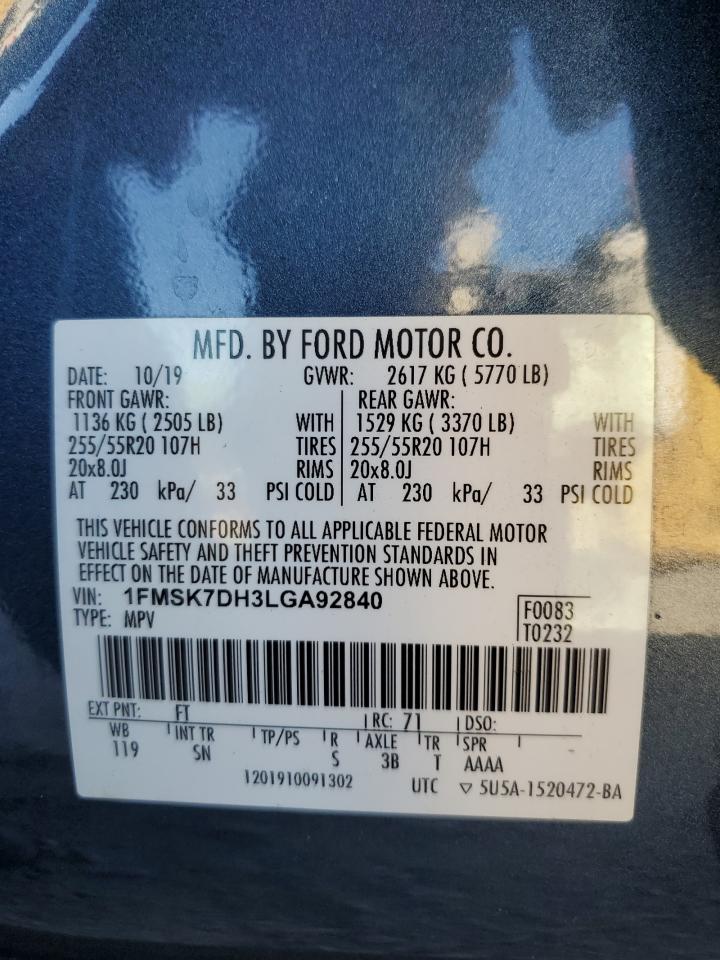 MFD. BY FORD MOTOR CO.
DATE: 10/19 GVWR: 2617 KG ( 5770 LB)
FRONT GAWR: REAR GAWR:
1136 KG ( 2505 LB) WITH 1529 KG ( 3370 LB) WITH
255/55R20 107H TIRES 255/55R20 107H TIRES
20x8.0J RIMS 20x8.0J RIMS
AT 230 kPa/ 33 PSI COLD AT 230 kPa/ 33 PSI COLD
THIS VEHICLE CONFORMS TO ALL APPLICABLE FEDERAL MOTOR
VEHICLE SAFETY AND THEFT PREVENTION STANDARDS IN
EFFECT ON THE DATE OF MANUFACTURE SHOWN ABOVE.
VIN: 1FMSK7DH3LGA92840 F0083
TYPE: MPV T0232
EXT PNT: FT RC: 71 DSO:
WB INT TR TP/PS R AXLE TR SPR
119 SN S 3B T AAAA
1201910091302 UTC ▽ 5U5A-1520472-BA